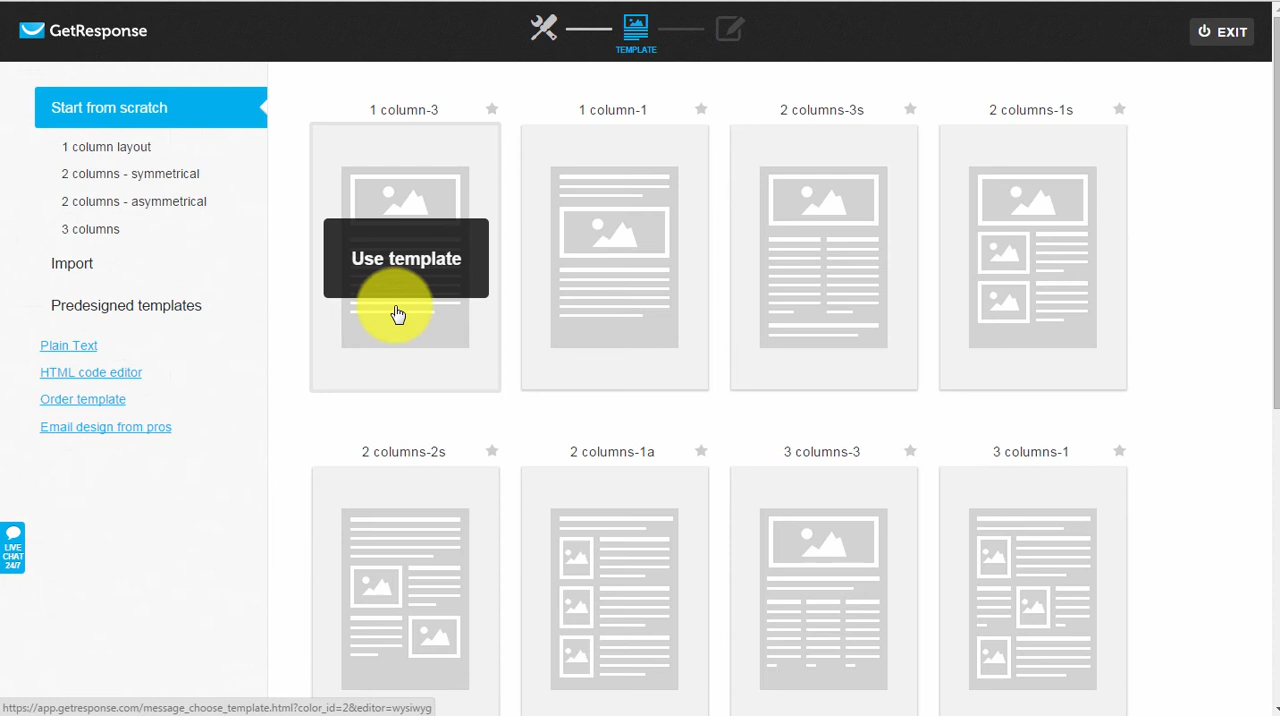 GetResponse
TEMPLATE
EXIT
Start from scratch
1 column layout
2 columns - symmetrical
2 columns - asymmetrical
3 columns
Import
Predesigned templates
Plain Text
HTML code editor
Order template
Email design from pros
LIVE
CHAT
24/7
1 column-3
1 column-1
2 columns-3s
2 columns-1s
Use template
2 columns-2s
2 columns-1a
3 columns-3
3 columns-1
https://app.getresponse.com/message_choose_template.html?color_id=2&editor=wysiwyg